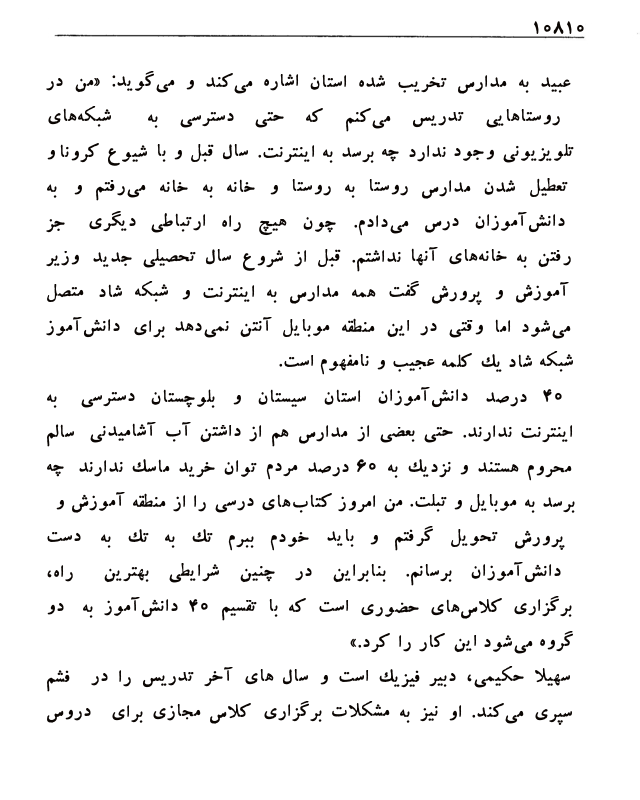 ۱۰۸۱۰
عبید به مدارس تخریب شده استان اشاره می‌کند و می‌گوید: «من در
روستاهایی تدریس می‌کنم که حتی دسترسی به شبکه‌های
تلویزیونی وجود ندارد چه برسد به اینترنت. سال قبل و با شیوع کرونا و
تعطیل شدن مدارس روستا به روستا و خانه به خانه می‌رفتم و به
دانش‌آموزان درس می‌دادم. چون هیچ راه ارتباطی دیگری جز
رفتن به خانه‌های آنها نداشتم. قبل از شروع سال تحصیلی جدید وزیر
آموزش و پرورش گفت همه مدارس به اینترنت و شبکه شاد متصل
می‌شود اما وقتی در این منطقه موبایل آنتن نمی‌دهد برای دانش‌آموز
شبکه شاد یك کلمه عجیب و نامفهوم است.
۴۰ درصد دانش‌آموزان استان سیستان و بلوچستان دسترسی به
اینترنت ندارند. حتی بعضی از مدارس هم از داشتن آب آشامیدنی سالم
محروم هستند و نزدیك به ۶۰ درصد مردم توان خرید ماسك ندارند چه
برسد به موبایل و تبلت. من امروز کتاب‌های درسی را از منطقه آموزش و
پرورش تحویل گرفتم و باید خودم ببرم تك به تك به دست
دانش‌آموزان برسانم. بنابراین در چنین شرایطی بهترین راه،
برگزاری کلاس‌های حضوری است که با تقسیم ۴۰ دانش‌آموز به دو
گروه می‌شود این کار را کرد.»
سهیلا حکیمی، دبیر فیزیك است و سال های آخر تدریس را در فشم
سپری می‌کند. او نیز به مشکلات برگزاری کلاس مجازی برای دروس